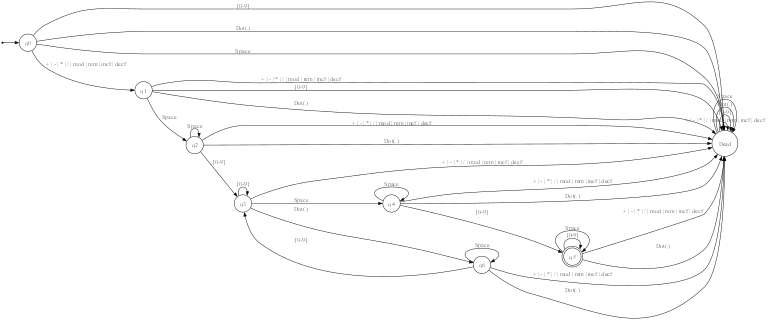 [0-9]
Dot(.)
q0
Space
+ | - | * | / | mod | rem | incf | decf
+ | - | * | / | mod | rem | incf | decf
[0-9]
q1
Space
Dot(.)
Dot(.)
Space
[0-9]
+ | - | * | / | mod | rem | incf | decf
Space
Space
+ | - | * | / | mod | rem | incf | decf
Dot(.)
q2
Dead
[0-9]
+ | - | * | / | mod | rem | incf | decf
[0-9]
Space
+ | - | * | / | mod | rem | incf | decf
Space
Dot(.)
q3
q4
Dot(.)
[0-9]
+ | - | * | / | mod | rem | incf | decf
Space
[0-9]
[0-9]
Space
Dot(.)
q5
q6
+ | - | * | / | mod | rem | incf | decf
Dot(.)